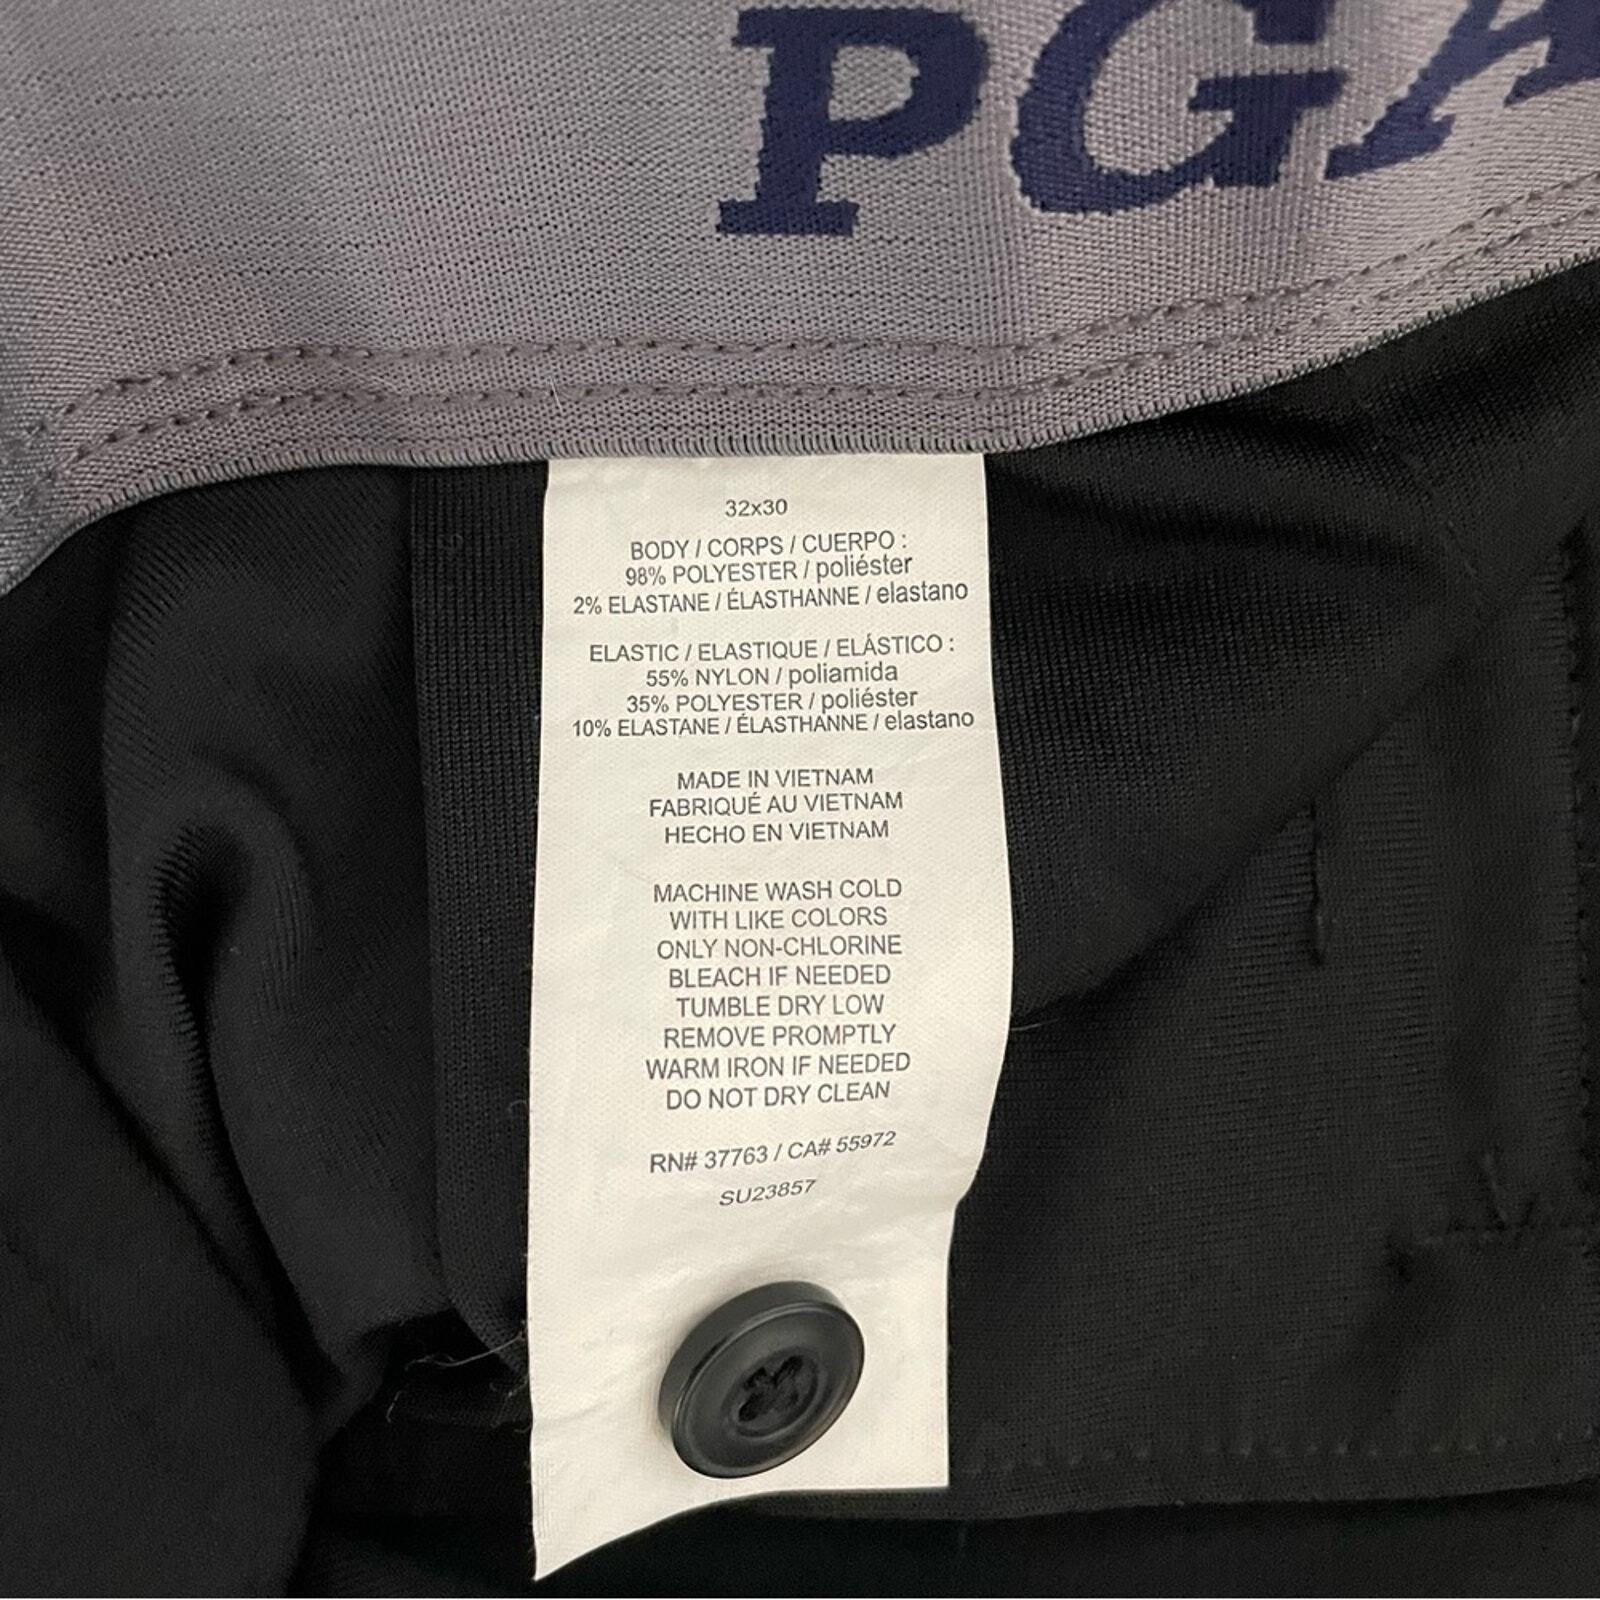 PGA
32x30
BODY / CORPS / CUERPO :
98% POLYESTER / poliéster
2% ELASTANE / ÉLASTHANNE / elastano
ELASTIC / ELASTIQUE / ELÁSTICO :
55% NYLON / poliamida
35% POLYESTER / poliéster
10% ELASTANE / ÉLASTHANNE / elastano
MADE IN VIETNAM
FABRIQUÉ AU VIETNAM
HECHO EN VIETNAM
MACHINE WASH COLD
WITH LIKE COLORS
ONLY NON-CHLORINE
BLEACH IF NEEDED
TUMBLE DRY LOW
REMOVE PROMPTLY
WARM IRON IF NEEDED
DO NOT DRY CLEAN
RN# 37763 / CA# 55972
SU23857